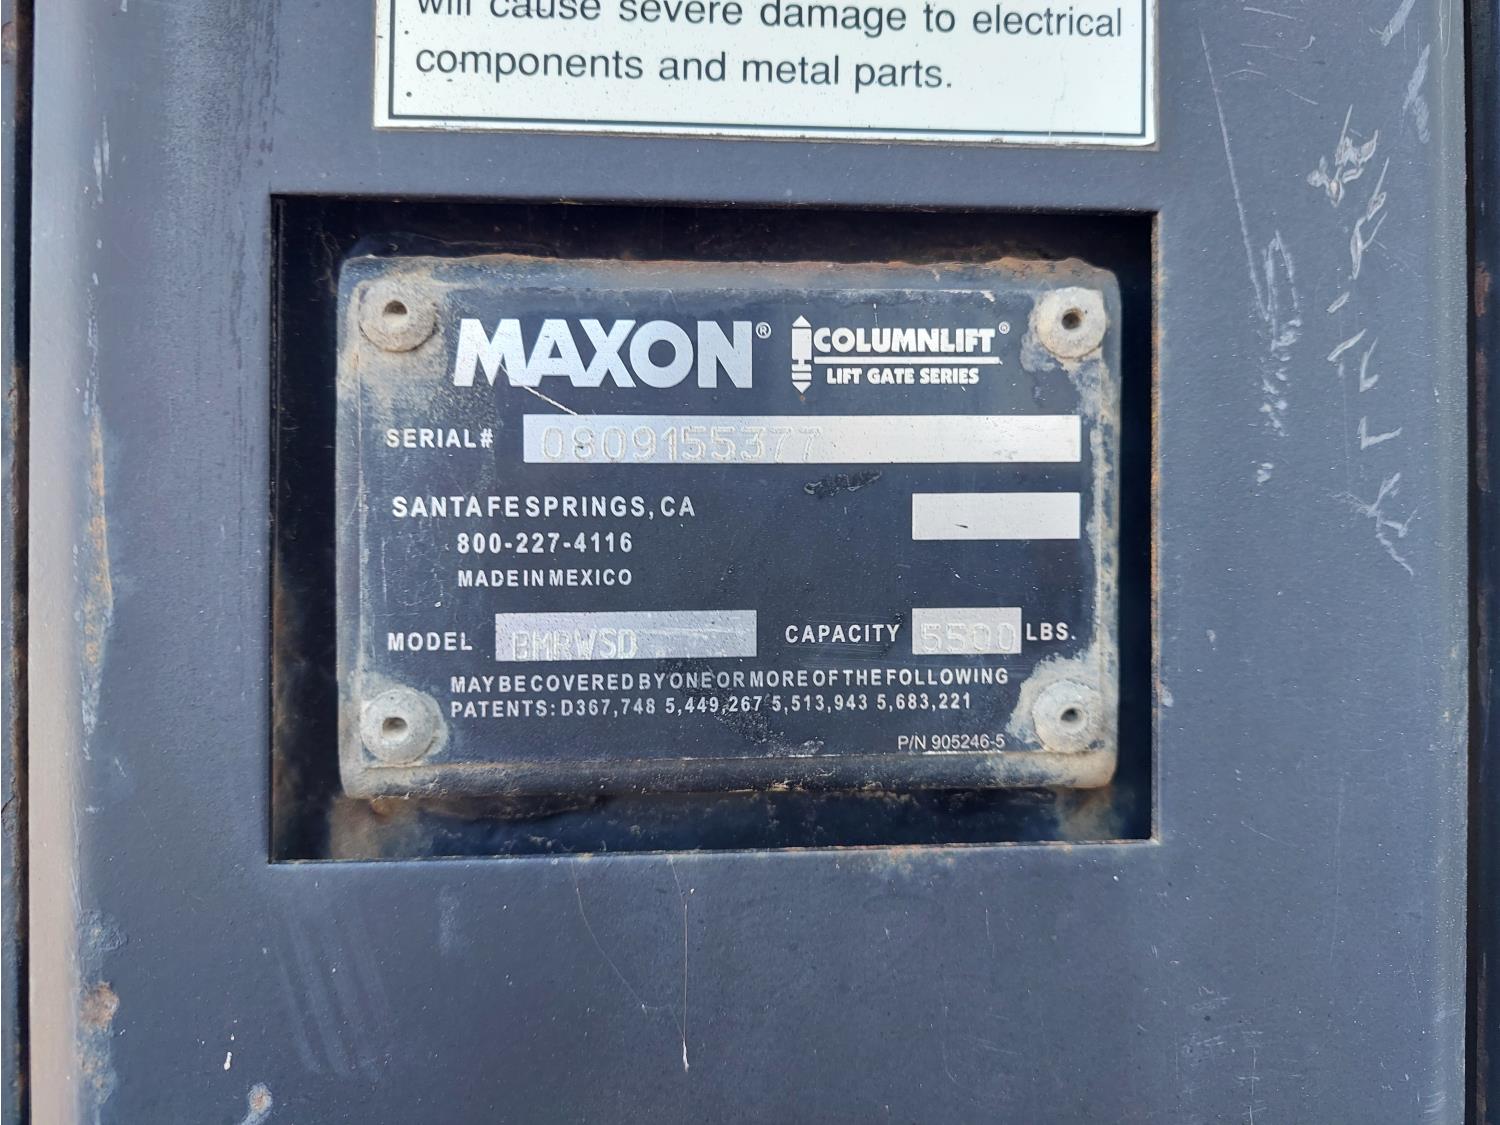 will cause severe damage to electrical
components and metal parts.
MAXON® COLUMNLIFT®
LIFT GATE SERIES
SERIAL# 0809155377
SANTA FE SPRINGS, CA
800-227-4116
MADE IN MEXICO
MODEL BMRWSD CAPACITY 5500 LBS.
MAY BE COVERED BY ONE OR MORE OF THE FOLLOWING
PATENTS: D367,748 5,449,267 5,513,943 5,683,221
P/N 905246-5